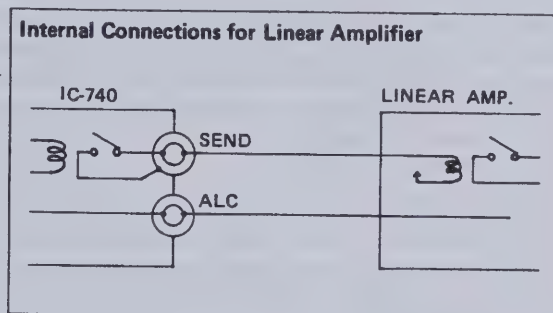 Internal Connections for Linear Amplifier
IC-740
LINEAR AMP.
SEND
ALC